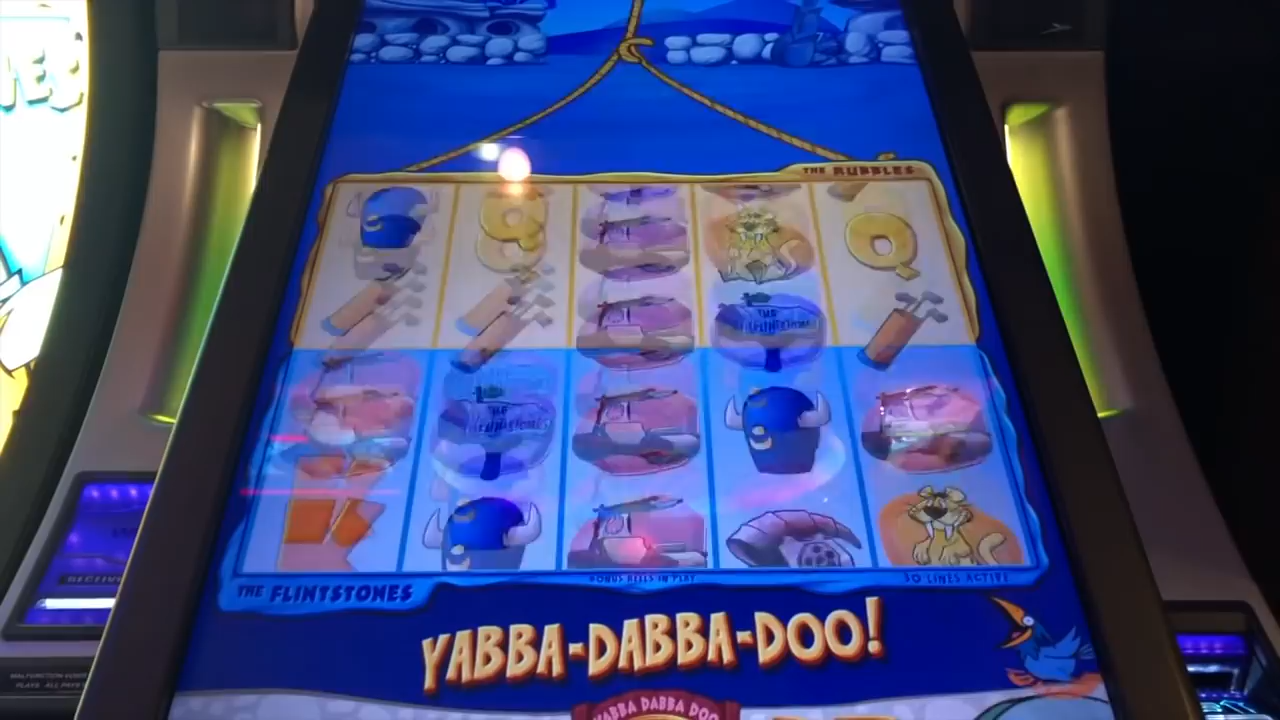 THE RUBBLES
Q
Q
THE
FLINTSTONES
THE
FLINTSTONES
K
THE FLINTSTONES
BONUS REELS IN PLAY
30 LINES ACTIVE
YABBA-DABBA-DOO!
YABBA DABBA DOO